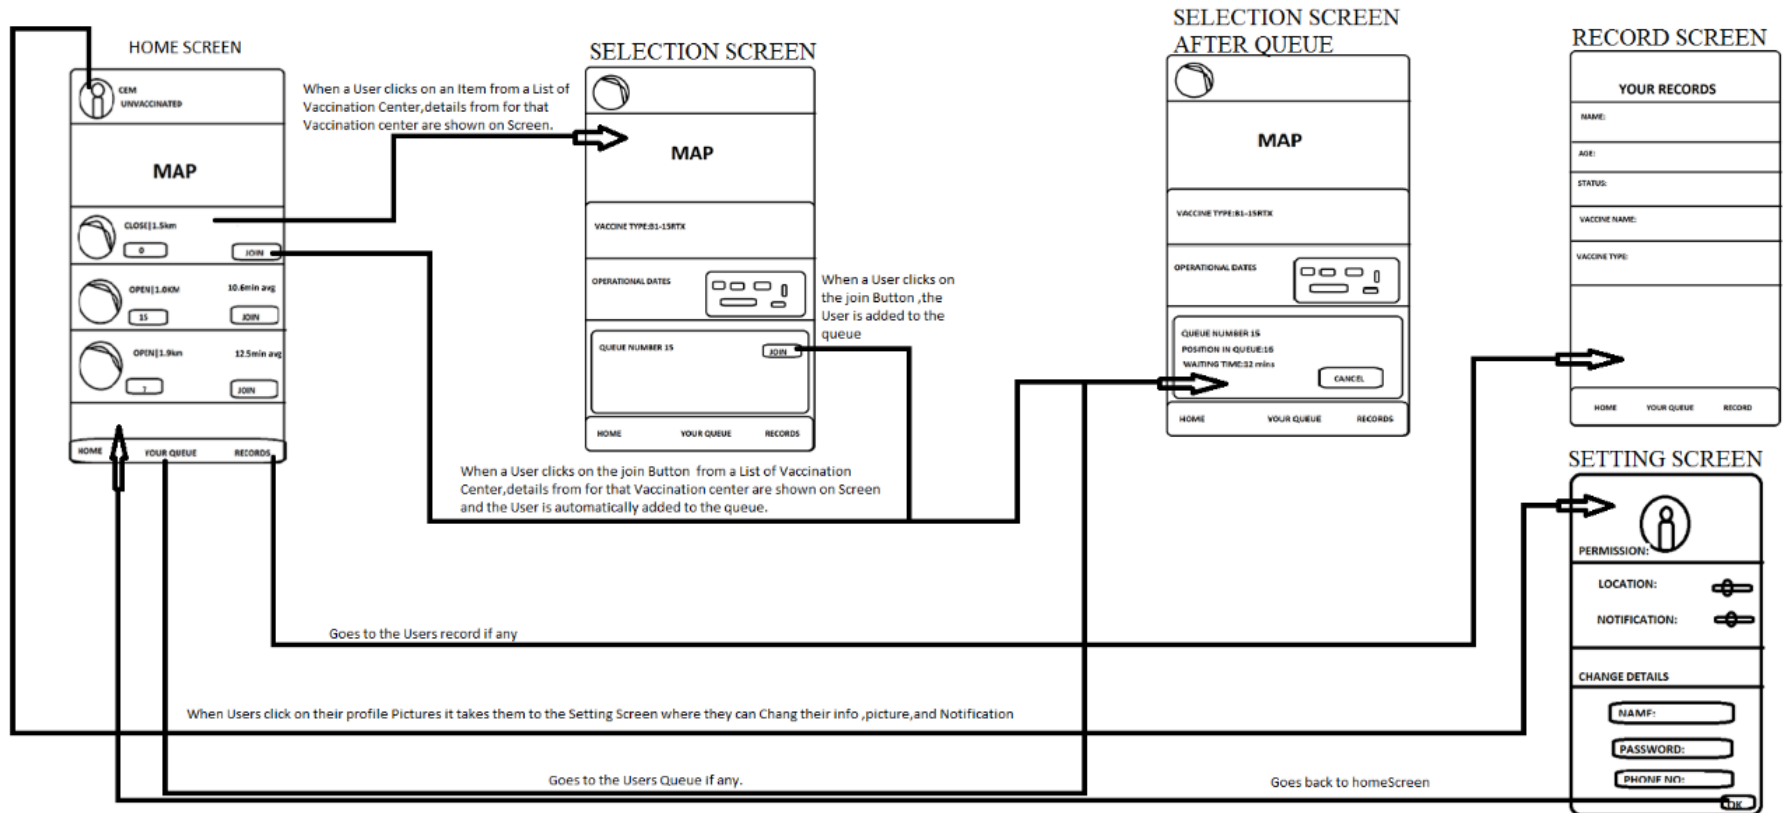 HOME SCREEN
CEM
UNVACCINATED
MAP
CLOSE|1.5km
0
JOIN
OPEN|1.0KM
10.6min avg
15
JOIN
OPEN|1.9km
12.5min avg
7
JOIN
HOME
YOUR QUEUE
RECORDS
When a User clicks on an Item from a List of
Vaccination Center,details from for that
Vaccination center are shown on Screen.
SELECTION SCREEN
MAP
VACCINE TYPE:B1-15RTX
OPERATIONAL DATES
QUEUE NUMBER 15
JOIN
HOME
YOUR QUEUE
RECORDS
When a User clicks on
the join Button ,the
User is added to the
queue
When a User clicks on the join Button from a List of Vaccination
Center,details from for that Vaccination center are shown on Screen
and the User is automatically added to the queue.
SELECTION SCREEN
AFTER QUEUE
MAP
VACCINE TYPE:B1-15RTX
OPERATIONAL DATES
QUEUE NUMBER 15
POSITION IN QUEUE:16
WAITING TIME:12 mins
CANCEL
HOME
YOUR QUEUE
RECORDS
RECORD SCREEN
YOUR RECORDS
NAME:
AGE:
STATUS:
VACCINE NAME:
VACCINE TYPE:
HOME
YOUR QUEUE
RECORD
SETTING SCREEN
PERMISSION:
LOCATION:
NOTIFICATION:
CHANGE DETAILS
NAME:
PASSWORD:
PHONE NO:
OK
Goes to the Users record if any
When Users click on their profile Pictures it takes them to the Setting Screen where they can Chang their info ,picture,and Notification
Goes to the Users Queue if any.
Goes back to homeScreen